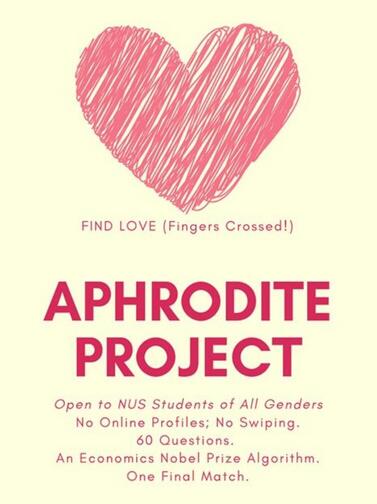 FIND LOVE (Fingers Crossed!)
APHRODITE
PROJECT
Open to NUS Students of All Genders
No Online Profiles; No Swiping.
60 Questions.
An Economics Nobel Prize Algorithm.
One Final Match.